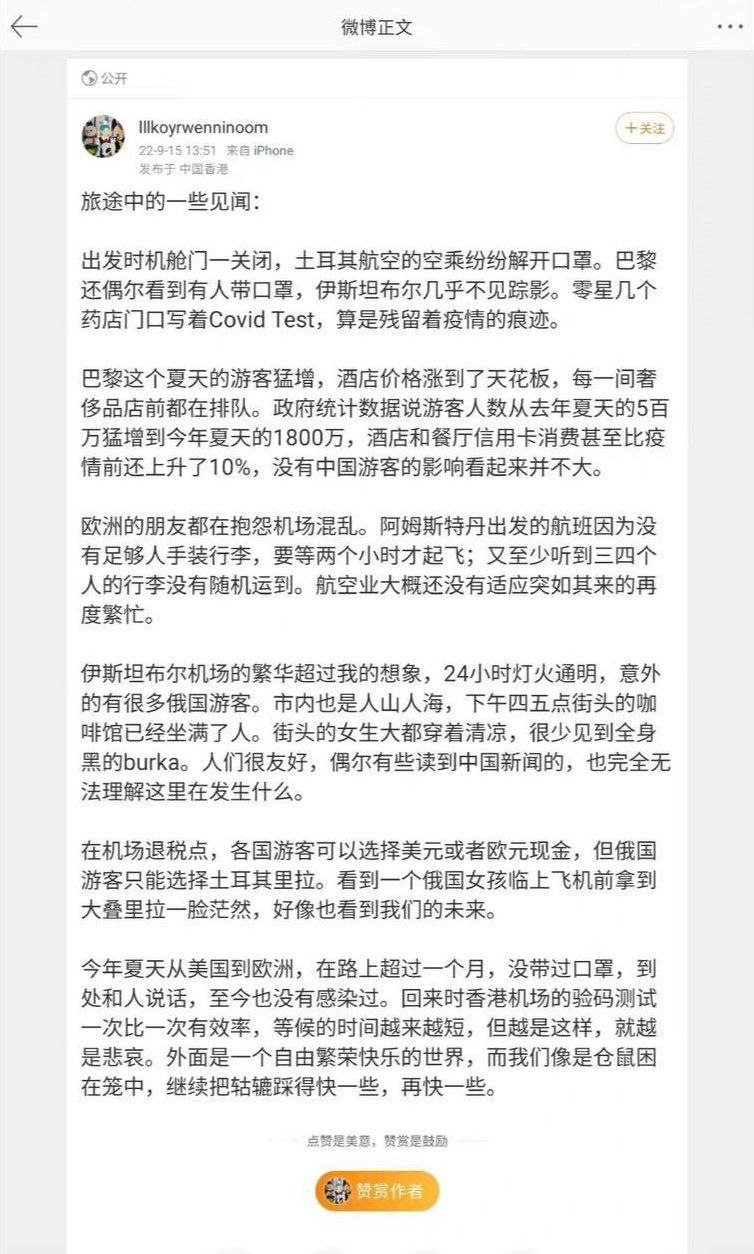 微博正文
公开
Illkoyrwenninoom
+关注
22-9-15 13:51 来自 iPhone
发布于 中国香港
旅途中的一些见闻：
出发时机舱门一关闭，土耳其航空的空乘纷纷解开口罩。巴黎
还偶尔看到有人带口罩，伊斯坦布尔几乎不见踪影。零星几个
药店门口写着Covid Test，算是残留着疫情的痕迹。
巴黎这个夏天的游客猛增，酒店价格涨到了天花板，每一间奢
侈品店前都在排队。政府统计数据说游客人数从去年夏天的5百
万猛增到今年夏天的1800万，酒店和餐厅信用卡消费甚至比疫
情前还上升了10%，没有中国游客的影响看起来并不大。
欧洲的朋友都在抱怨机场混乱。阿姆斯特丹出发的航班因为没
有足够人手装行李，要等两个小时才起飞；又至少听到三四个
人的行李没有随机运到。航空业大概还没有适应突如其来的再
度繁忙。
伊斯坦布尔机场的繁华超过我的想象，24小时灯火通明，意外
的有很多俄国游客。市内也是人山人海，下午四五点街头的咖
啡馆已经坐满了人。街头的女生大都穿着清凉，很少见到全身
黑的burka。人们很友好，偶尔有些读到中国新闻的，也完全无
法理解这里在发生什么。
在机场退税点，各国游客可以选择美元或者欧元现金，但俄国
游客只能选择土耳其里拉。看到一个俄国女孩临上飞机前拿到
大叠里拉一脸茫然，好像也看到我们的未来。
今年夏天从美国到欧洲，在路上超过一个月，没带过口罩，到
处和人说话，至今也没有感染过。回来时香港机场的验码测试
一次比一次有效率，等候的时间越来越短，但越是这样，就越
是悲哀。外面是一个自由繁荣快乐的世界，而我们像是仓鼠困
在笼中，继续把轱辘踩得快一些，再快一些。
点赞是美意，赞赏是鼓励
赞赏作者